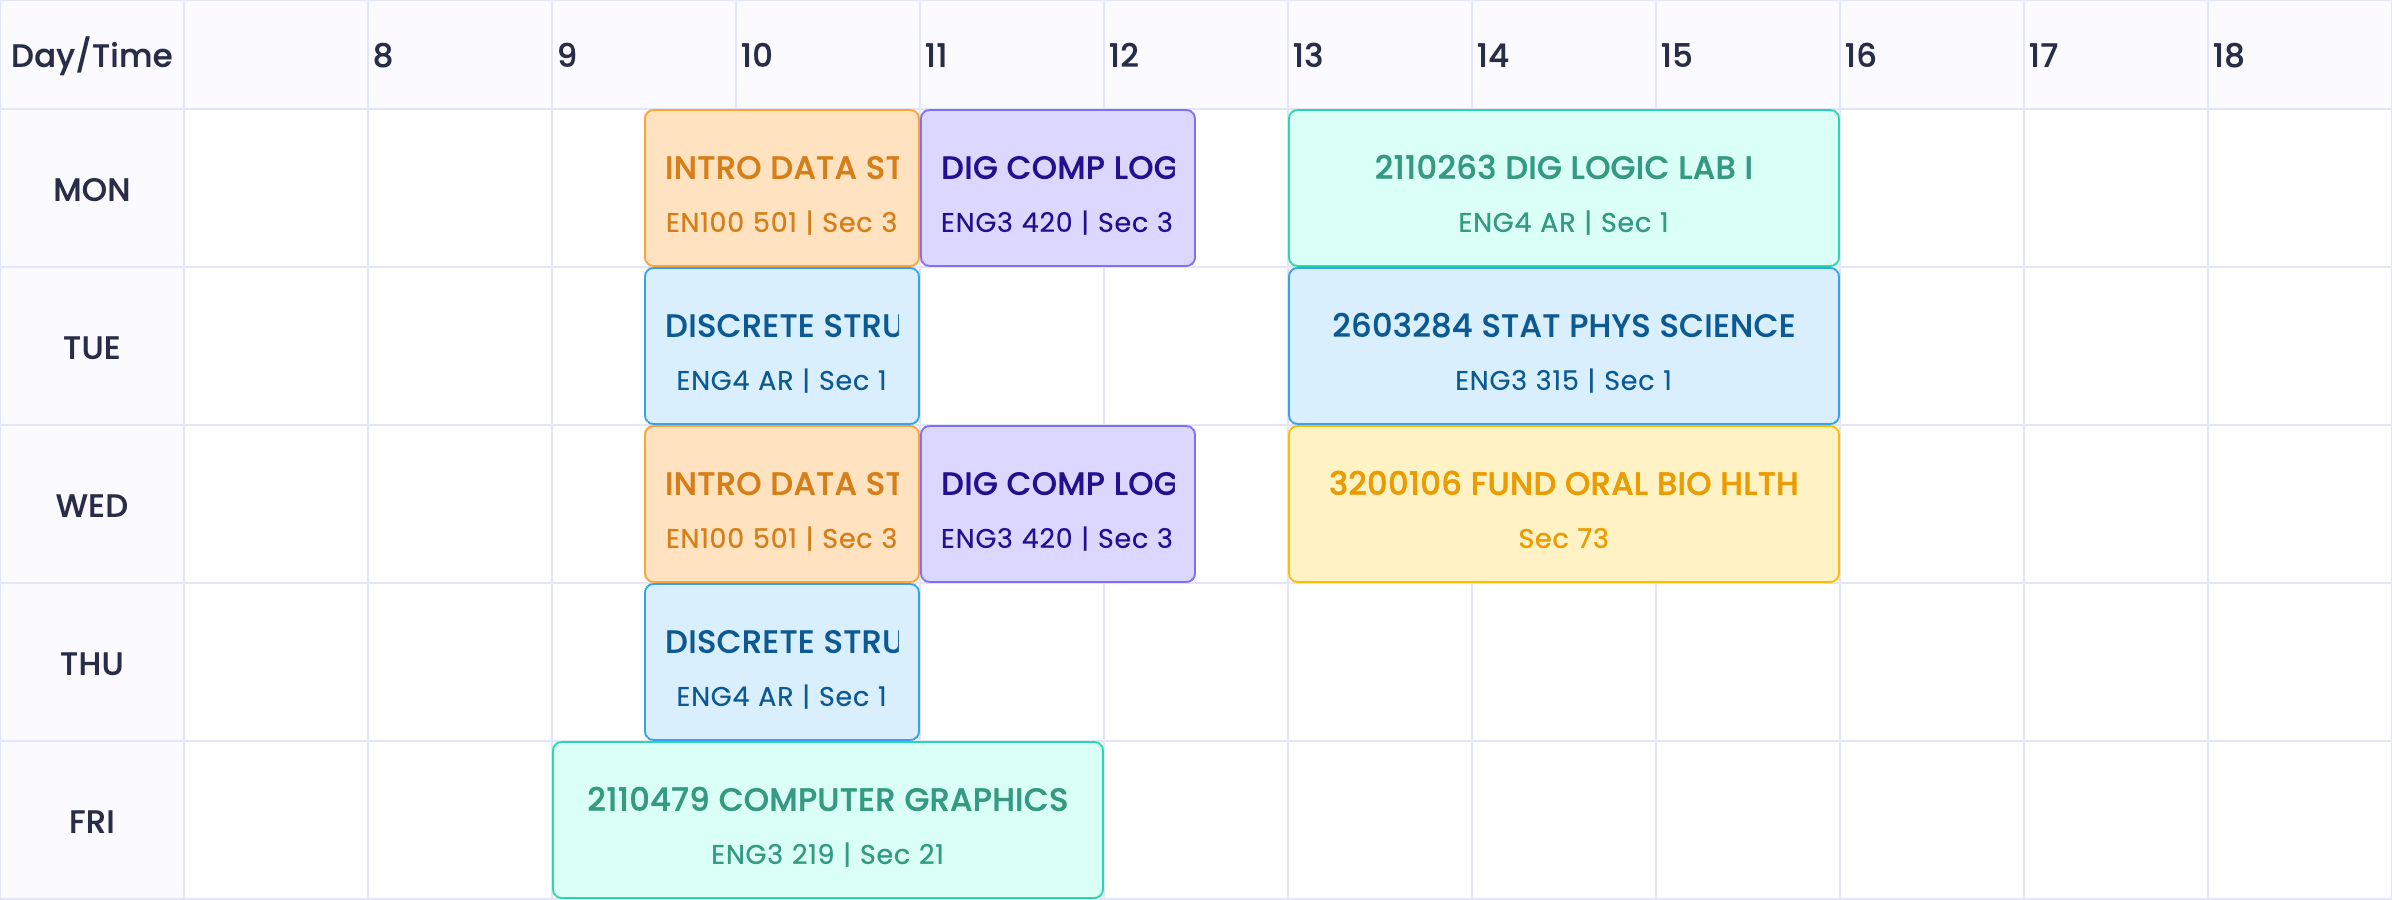 Day/Time 8 9 10 11 12 13 14 15 16 17 18
MON
INTRO DATA ST
EN100 501 | Sec 3
DIG COMP LOG
ENG3 420 | Sec 3
2110263 DIG LOGIC LAB I
ENG4 AR | Sec 1
TUE
DISCRETE STRU
ENG4 AR | Sec 1
2603284 STAT PHYS SCIENCE
ENG3 315 | Sec 1
WED
INTRO DATA ST
EN100 501 | Sec 3
DIG COMP LOG
ENG3 420 | Sec 3
3200106 FUND ORAL BIO HLTH
Sec 73
THU
DISCRETE STRU
ENG4 AR | Sec 1
FRI
2110479 COMPUTER GRAPHICS
ENG3 219 | Sec 21